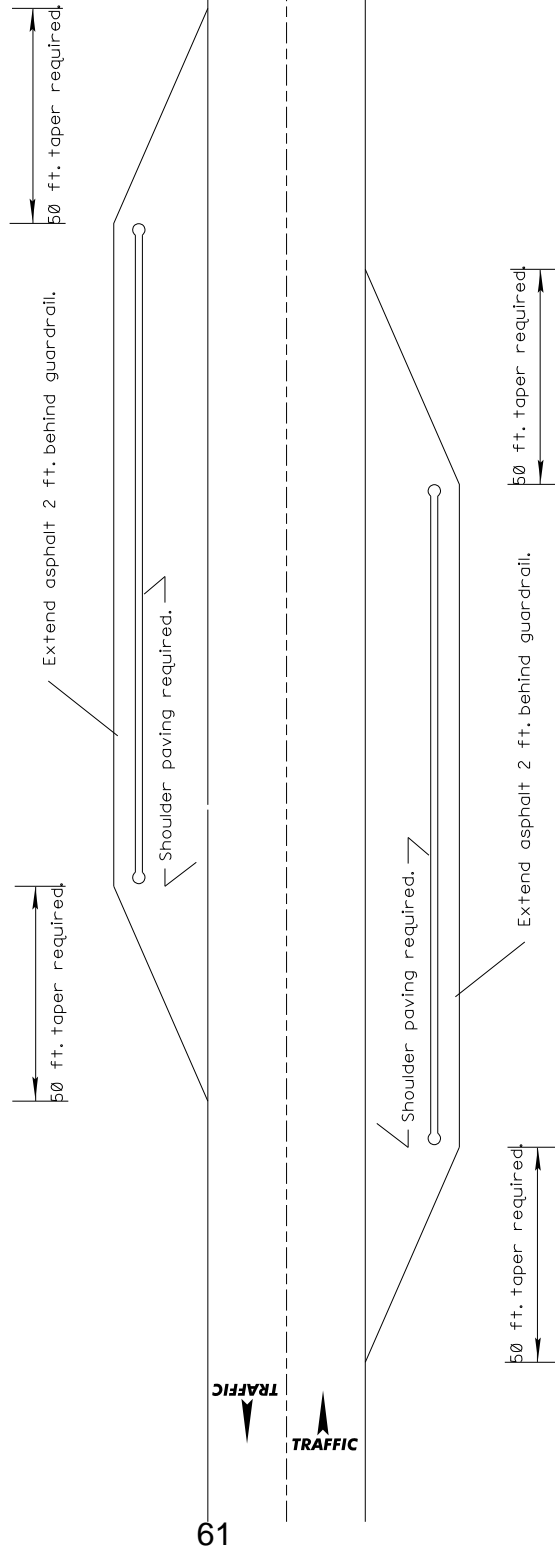 50 ft. taper required.
Extend asphalt 2 ft. behind guardrail.
Shoulder paving required.
50 ft. taper required.
50 ft. taper required.
Extend asphalt 2 ft. behind guardrail.
Shoulder paving required.
50 ft. taper required.
TRAFFIC
TRAFFIC
61